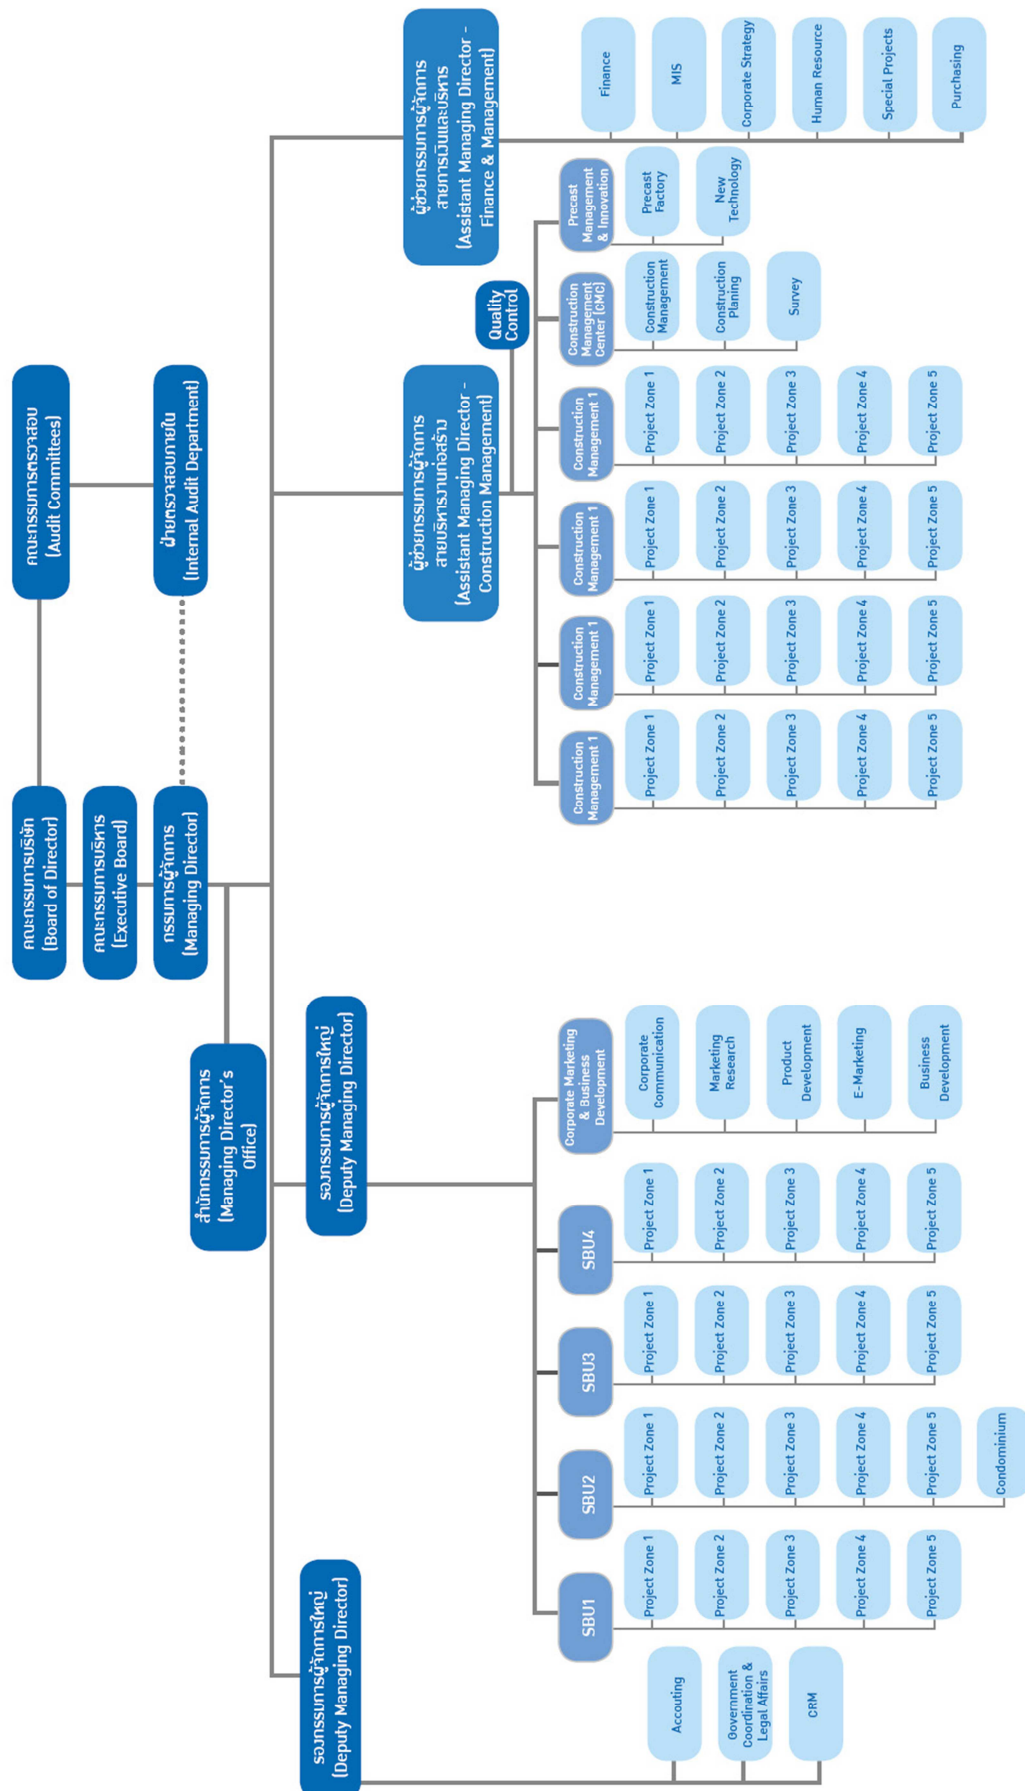 คณะกรรมการบริษัท
(Board of Director)
คณะกรรมการตรวจสอบ
(Audit Committees)
คณะกรรมการบริหาร
(Executive Board)
กรรมการผู้จัดการ
(Managing Director)
ฝ่ายตรวจสอบภายใน
(Internal Audit Department)
สำนักกรรมการผู้จัดการ
(Managing Director's
Office)
รองกรรมการผู้จัดการใหญ่
(Deputy Managing Director)
รองกรรมการผู้จัดการใหญ่
(Deputy Managing Director)
ผู้ช่วยกรรมการผู้จัดการ
สายบริหารงานก่อสร้าง
(Assistant Managing Director -
Construction Management)
ผู้ช่วยกรรมการผู้จัดการ
สายการเงินและบริหาร
(Assistant Managing Director -
Finance & Management)
Quality
Control
Accouting
Government
Coordination &
Legal Affairs
CRM
SBU1
Project Zone 1
Project Zone 2
Project Zone 3
Project Zone 4
Project Zone 5
SBU2
Project Zone 1
Project Zone 2
Project Zone 3
Project Zone 4
Project Zone 5
Condominium
SBU3
Project Zone 1
Project Zone 2
Project Zone 3
Project Zone 4
Project Zone 5
SBU4
Project Zone 1
Project Zone 2
Project Zone 3
Project Zone 4
Project Zone 5
Corporate Marketing
& Business
Development
Corporate
Communication
Marketing
Research
Product
Development
E-Marketing
Business
Development
Construction
Management 1
Project Zone 1
Project Zone 2
Project Zone 3
Project Zone 4
Project Zone 5
Construction
Management 1
Project Zone 1
Project Zone 2
Project Zone 3
Project Zone 4
Project Zone 5
Construction
Management 1
Project Zone 1
Project Zone 2
Project Zone 3
Project Zone 4
Project Zone 5
Construction
Management 1
Project Zone 1
Project Zone 2
Project Zone 3
Project Zone 4
Project Zone 5
Construction
Management
Center (CMC)
Construction
Management
Construction
Planing
Survey
Precast
Management
& Innovation
Precast
Factory
New
Technology
Finance
MIS
Corporate Strategy
Human Resource
Special Projects
Purchasing